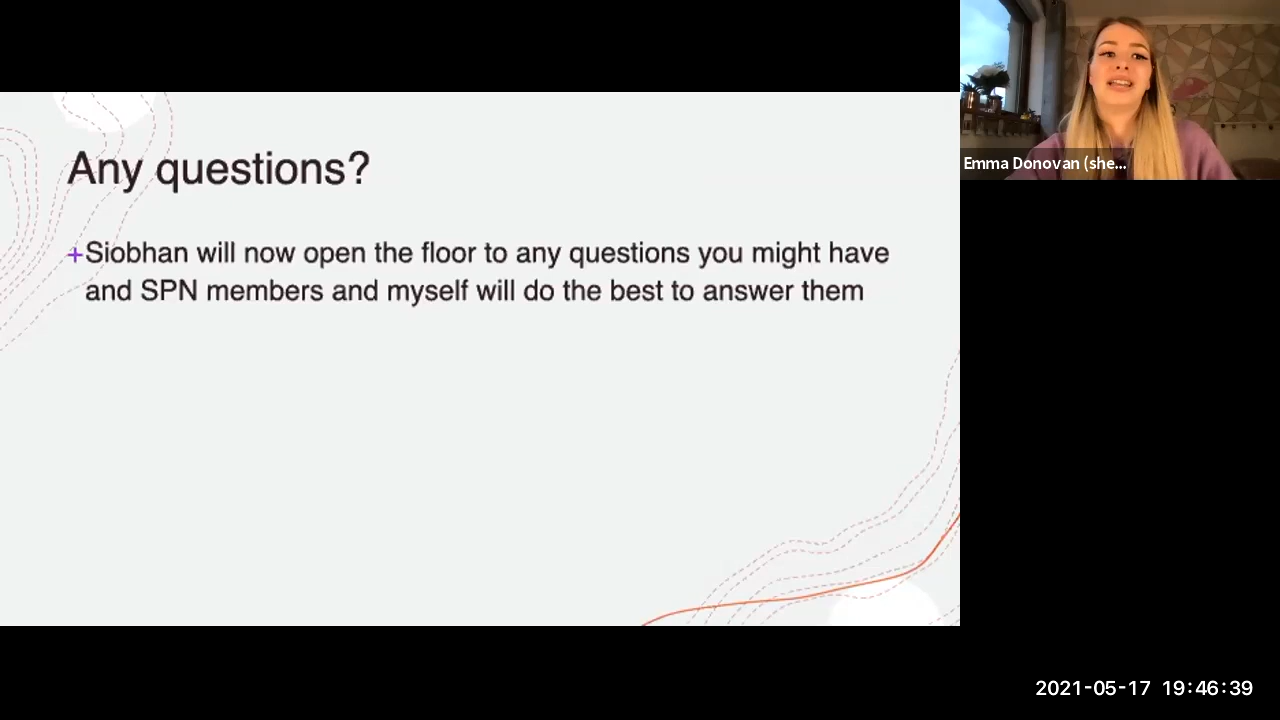 Any questions?
+Siobhan will now open the floor to any questions you might have
and SPN members and myself will do the best to answer them
Emma Donovan (she...
2021-05-17 19:46:39